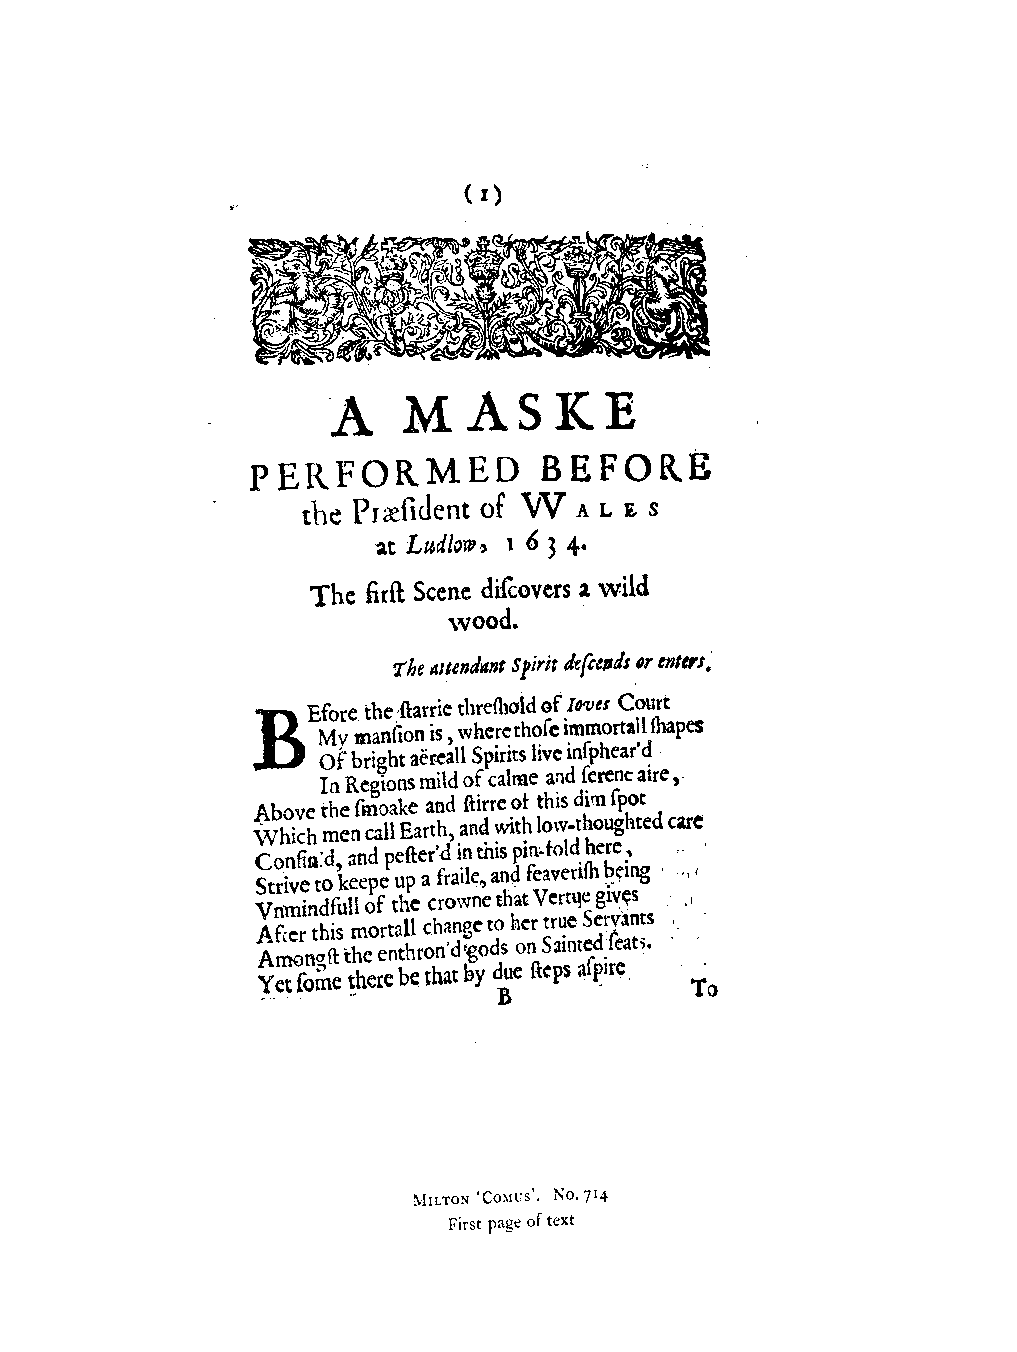 (1)
A MASKE
PERFORMED BEFORE
the Præſident of WALES
at Ludlow, 1634.
The firſt Scene diſcovers a wild
wood.
The attendant Spirit deſcends or enters.
BEfore the ſtarrie threſhold of Ioves Court
My manſion is, where thoſe immortall ſhapes
Of bright aëreall Spirits live inſphear'd
In Regions mild of calme and ſerene aire,
Above the ſmoake and ſtirre of this dim ſpot
Which men call Earth, and with low-thoughted care
Confin'd, and peſter'd in this pin-fold here,
Strive to keepe up a fraile, and feaveriſh being
Vnmindfull of the crowne that Vertue gives
After this mortall change to her true Servants
Amongſt the enthron'd gods on Sainted ſeats.
Yet ſome there be that by due ſteps aſpire
B To
MILTON 'COMUS'. No. 714
First page of text